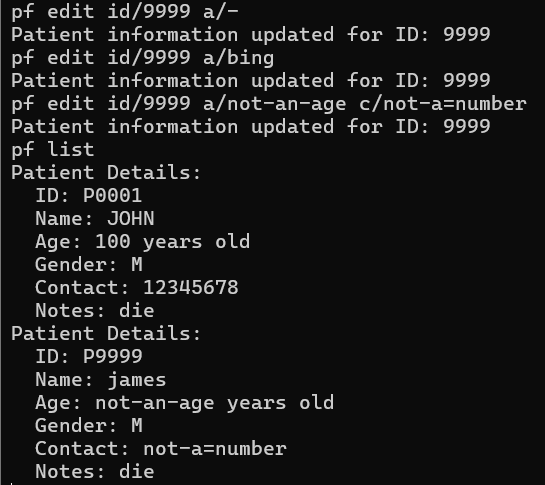 pf edit id/9999 a/-
Patient information updated for ID: 9999
pf edit id/9999 a/bing
Patient information updated for ID: 9999
pf edit id/9999 a/not-an-age c/not-a=number
Patient information updated for ID: 9999
pf list
Patient Details:
  ID: P0001
  Name: JOHN
  Age: 100 years old
  Gender: M
  Contact: 12345678
  Notes: die
Patient Details:
  ID: P9999
  Name: james
  Age: not-an-age years old
  Gender: M
  Contact: not-a=number
  Notes: die